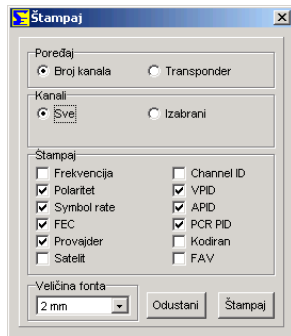 Štampaj
Poređaj
Broj kanala Transponder
Kanali
Sve Izabrani
Štampaj
Frekvencija Channel ID
Polaritet VPID
Symbol rate APID
FEC PCR PID
Provajder Kodiran
Satelit FAV
Veličina fonta
2 mm Odustani Štampaj